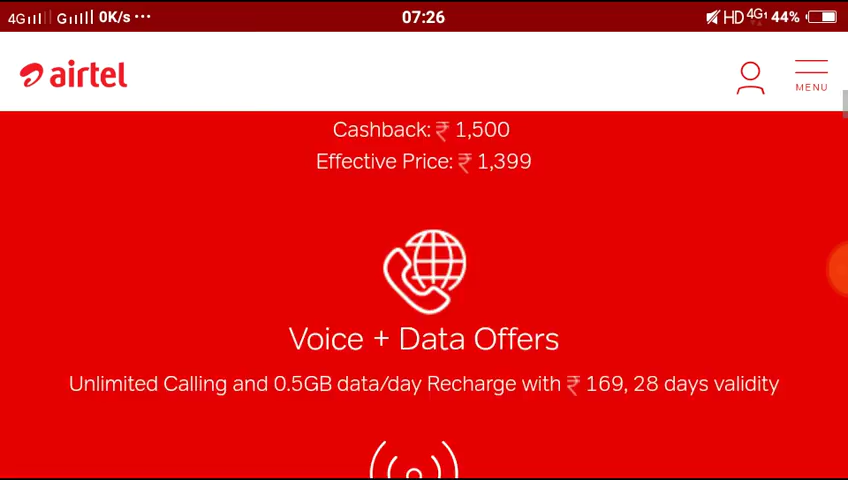 4G G 0K/s ... 07:26 HD 4G1 44%
airtel
MENU
Cashback: ₹ 1,500
Effective Price: ₹ 1,399
Voice + Data Offers
Unlimited Calling and 0.5GB data/day Recharge with ₹ 169, 28 days validity